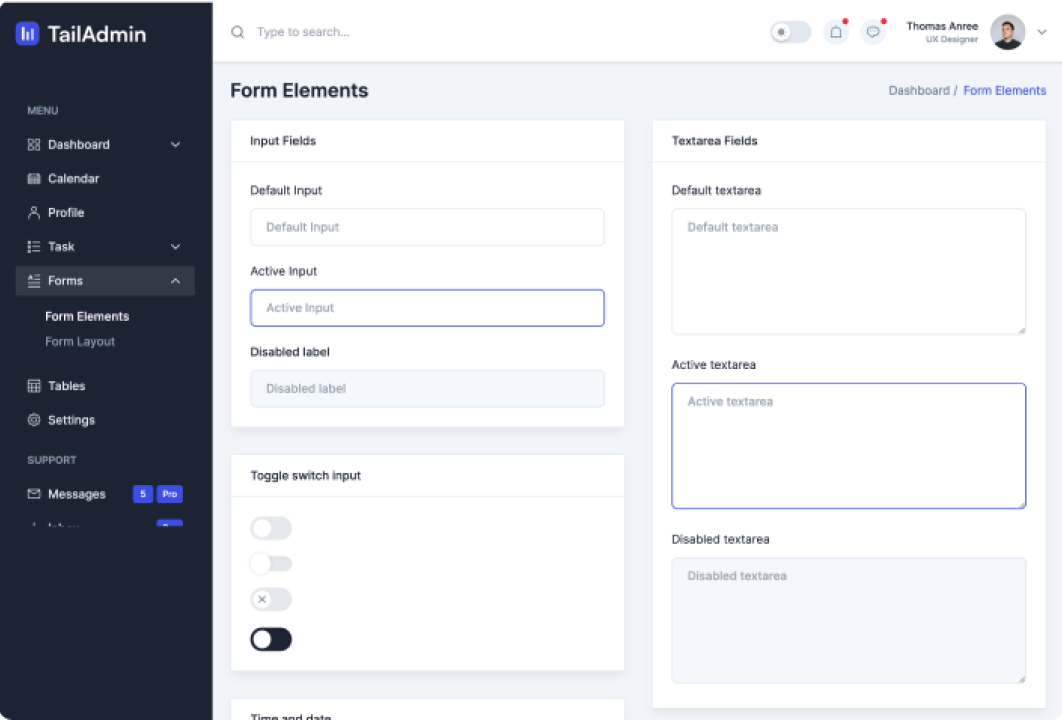 TailAdmin
MENU
Dashboard
Calendar
Profile
Task
Forms
Form Elements
Form Layout
Tables
Settings
SUPPORT
Messages 5 Pro
Type to search...
Thomas Anree
UX Designer
Form Elements
Dashboard / Form Elements
Input Fields
Default Input
Default Input
Active Input
Active Input
Disabled label
Disabled label
Toggle switch input
Time and date
Textarea Fields
Default textarea
Default textarea
Active textarea
Active textarea
Disabled textarea
Disabled textarea